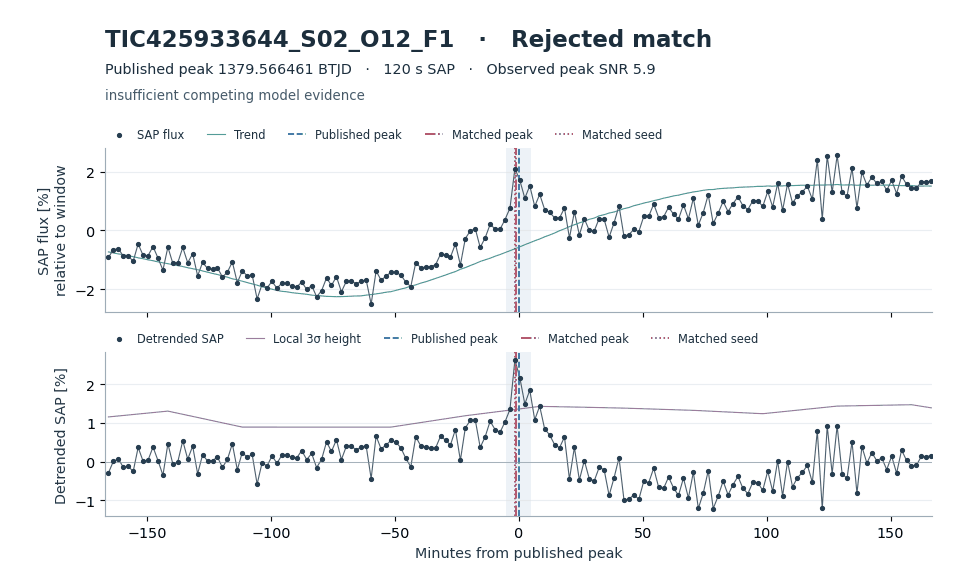 TIC425933644_S02_O12_F1 · Rejected match
Published peak 1379.566461 BTJD · 120 s SAP · Observed peak SNR 5.9
insufficient competing model evidence
SAP flux Trend Published peak Matched peak Matched seed
SAP flux [%]
relative to window
2
0
−2
Detrended SAP Local 3σ height Published peak Matched peak Matched seed
Detrended SAP [%]
2
1
0
−1
−150 −100 −50 0 50 100 150
Minutes from published peak